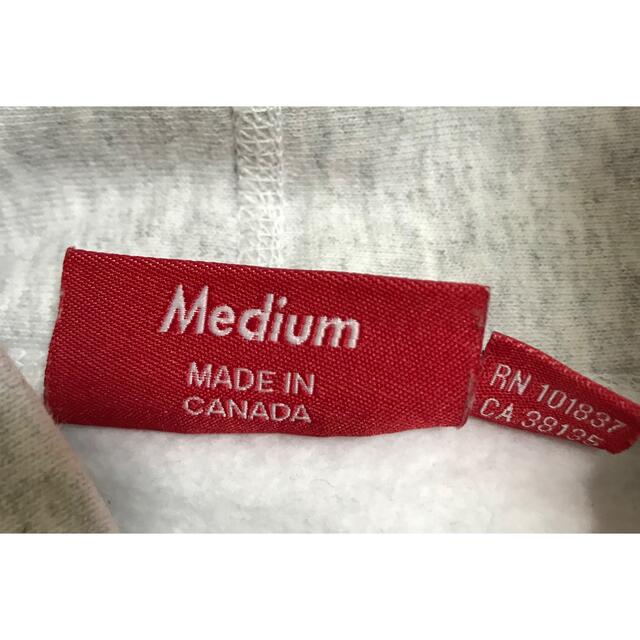 Medium
MADE IN
CANADA
RN 101837
CA 38135